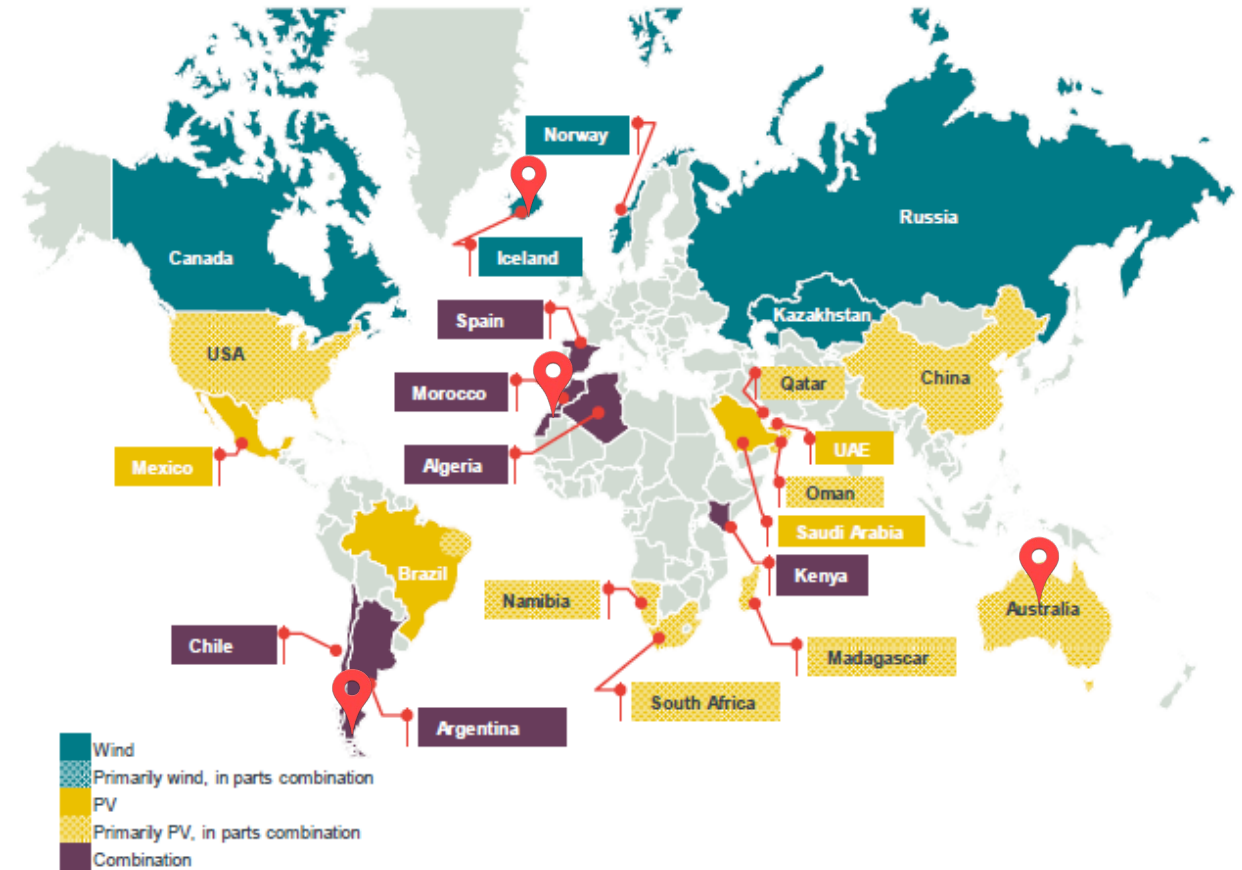 Norway
Russia
Canada
Iceland
Spain
Kazakhstan
USA
China
Qatar
Morocco
UAE
Algeria
Mexico
Oman
Saudi Arabia
Brazil
Kenya
Namibia
Australia
Chile
Madagascar
South Africa
Argentina
Wind
Primarily wind, in parts combination
PV
Primarily PV, in parts combination
Combination